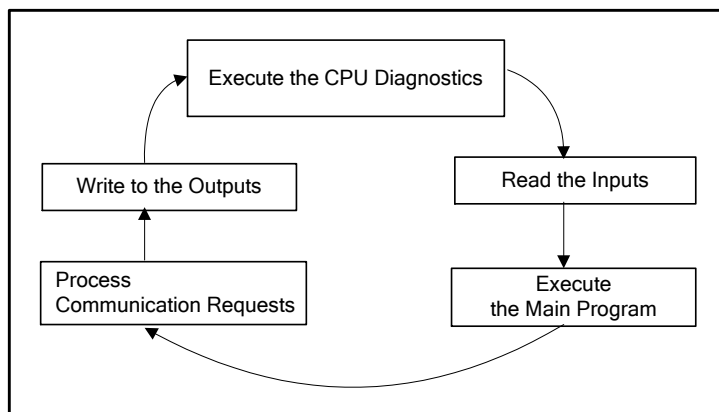 Execute the CPU Diagnostics
Read the Inputs
Execute
the Main Program
Process
Communication Requests
Write to the Outputs